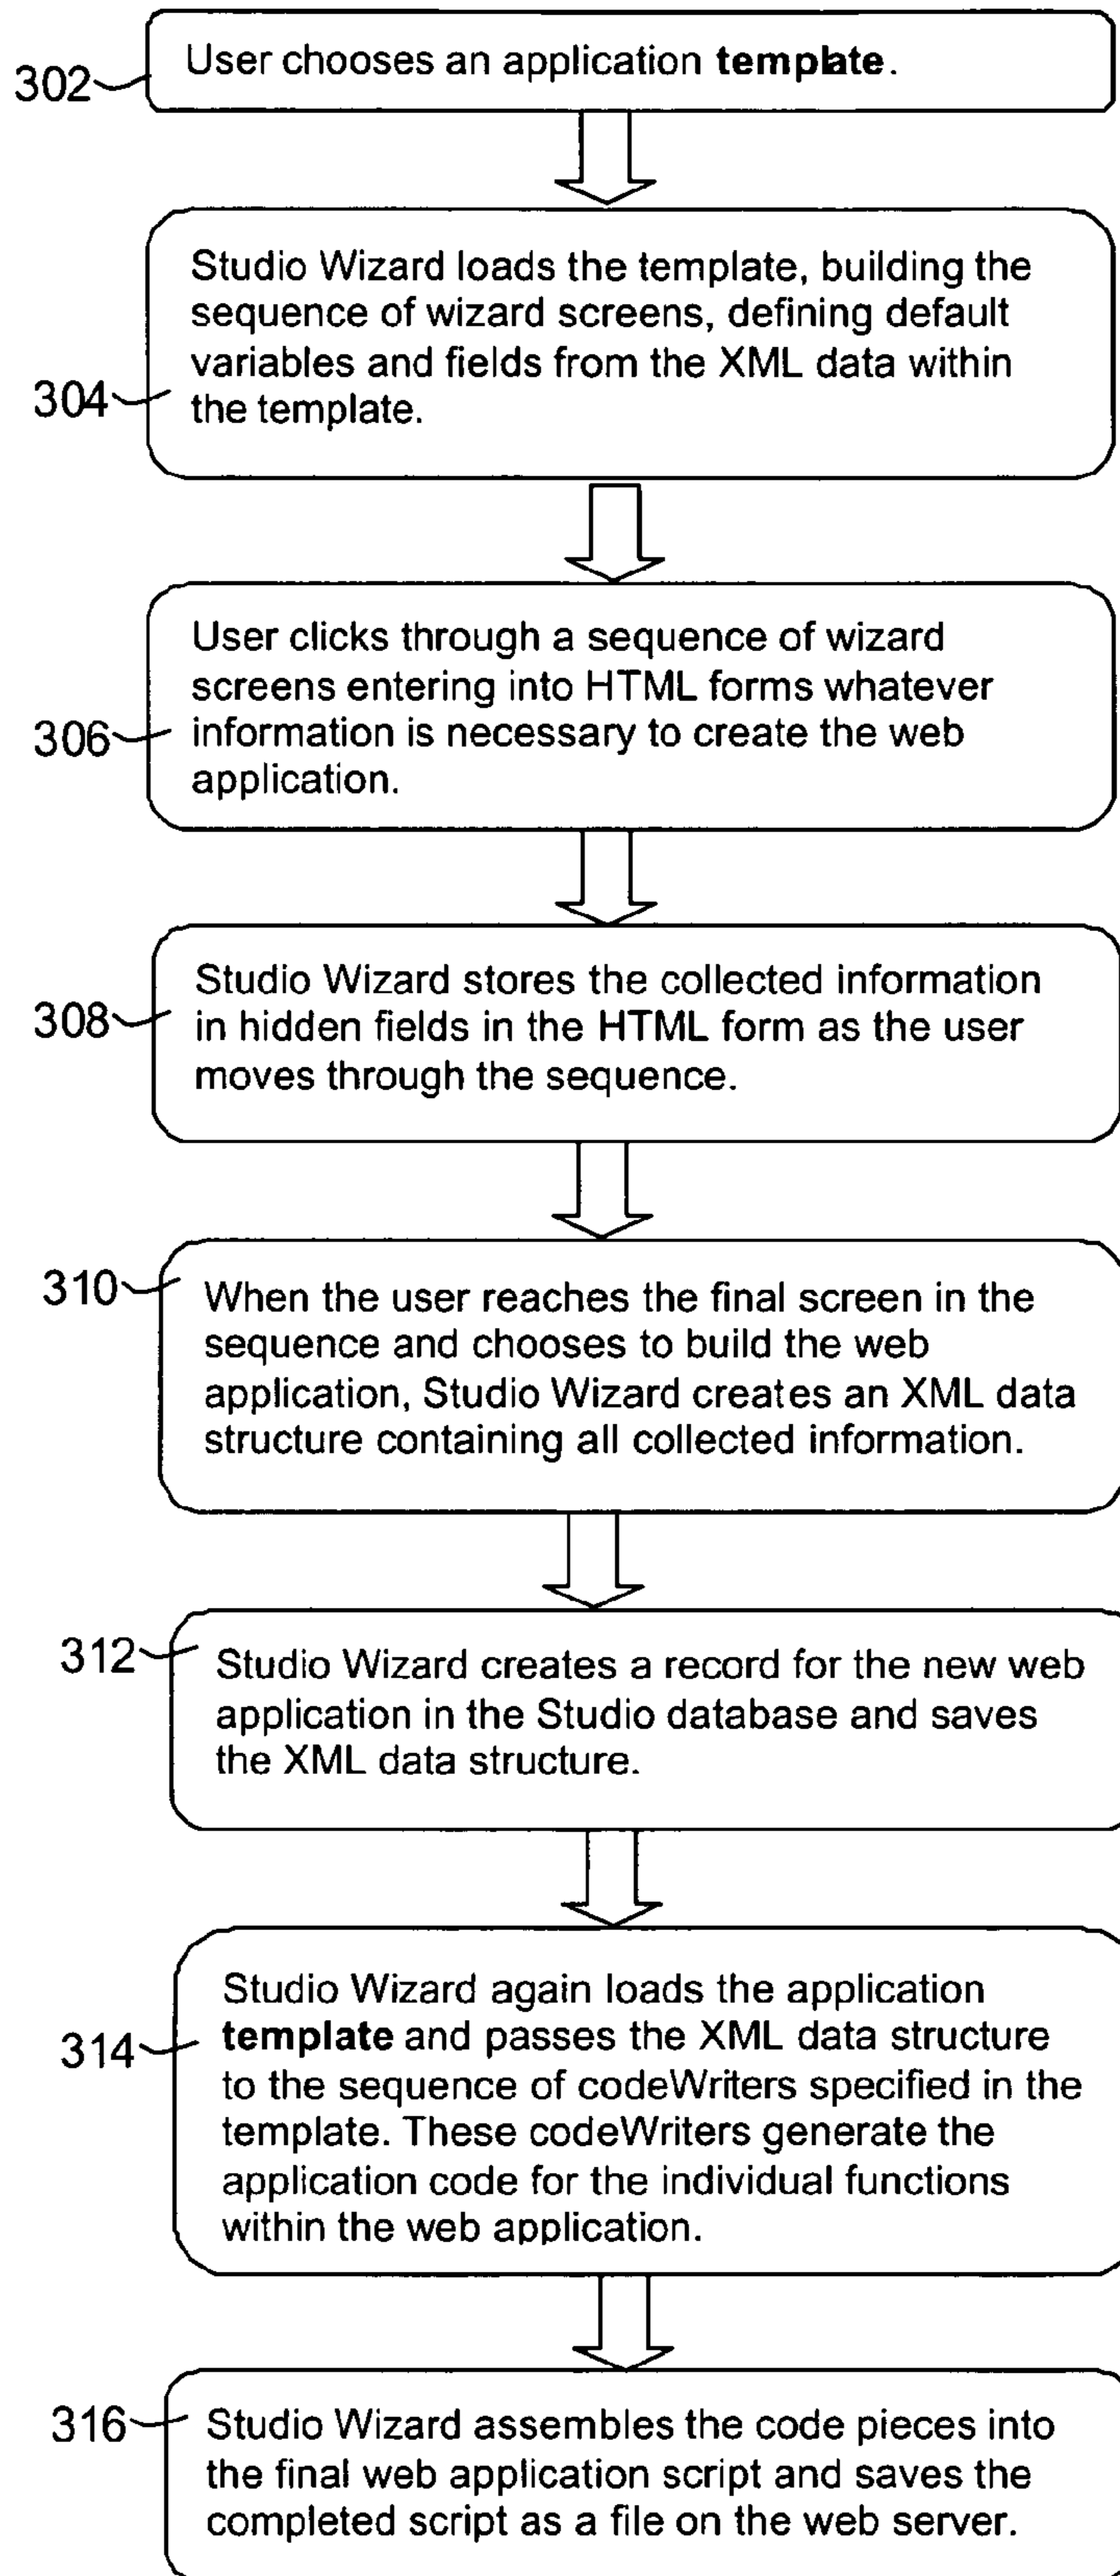 302
User chooses an application template.
304
Studio Wizard loads the template, building the
sequence of wizard screens, defining default
variables and fields from the XML data within
the template.
306
User clicks through a sequence of wizard
screens entering into HTML forms whatever
information is necessary to create the web
application.
308
Studio Wizard stores the collected information
in hidden fields in the HTML form as the user
moves through the sequence.
310
When the user reaches the final screen in the
sequence and chooses to build the web
application, Studio Wizard creates an XML data
structure containing all collected information.
312
Studio Wizard creates a record for the new web
application in the Studio database and saves
the XML data structure.
314
Studio Wizard again loads the application
template and passes the XML data structure
to the sequence of codeWriters specified in the
template. These codeWriters generate the
application code for the individual functions
within the web application.
316
Studio Wizard assembles the code pieces into
the final web application script and saves the
completed script as a file on the web server.